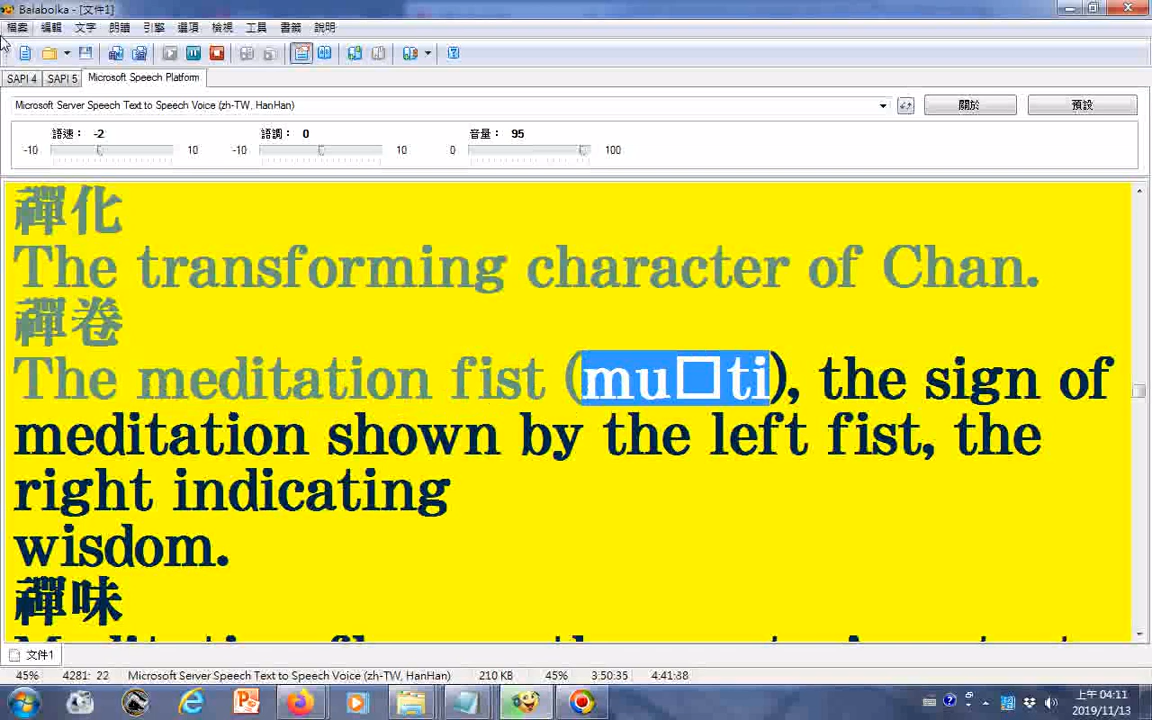 Balabolka - [文件1]
檔案 編輯 文字 朗讀 引擎 選項 檢視 工具 書籤 說明
SAPI 4 SAPI 5 Microsoft Speech Platform
Microsoft Server Speech Text to Speech Voice (zh-TW, HanHan) 關於 預設
語速： -2 語調： 0 音量： 95
-10 10 -10 10 0 100
禪化
The transforming character of Chan.
禪卷
The meditation fist (mu□ti), the sign of
meditation shown by the left fist, the
right indicating
wisdom.
禪味
文件1
45% 4281: 22 Microsoft Server Speech Text to Speech Voice (zh-TW, HanHan) 210 KB 45% 3:50:35 4:41:38
上午 04:11
2019/11/13